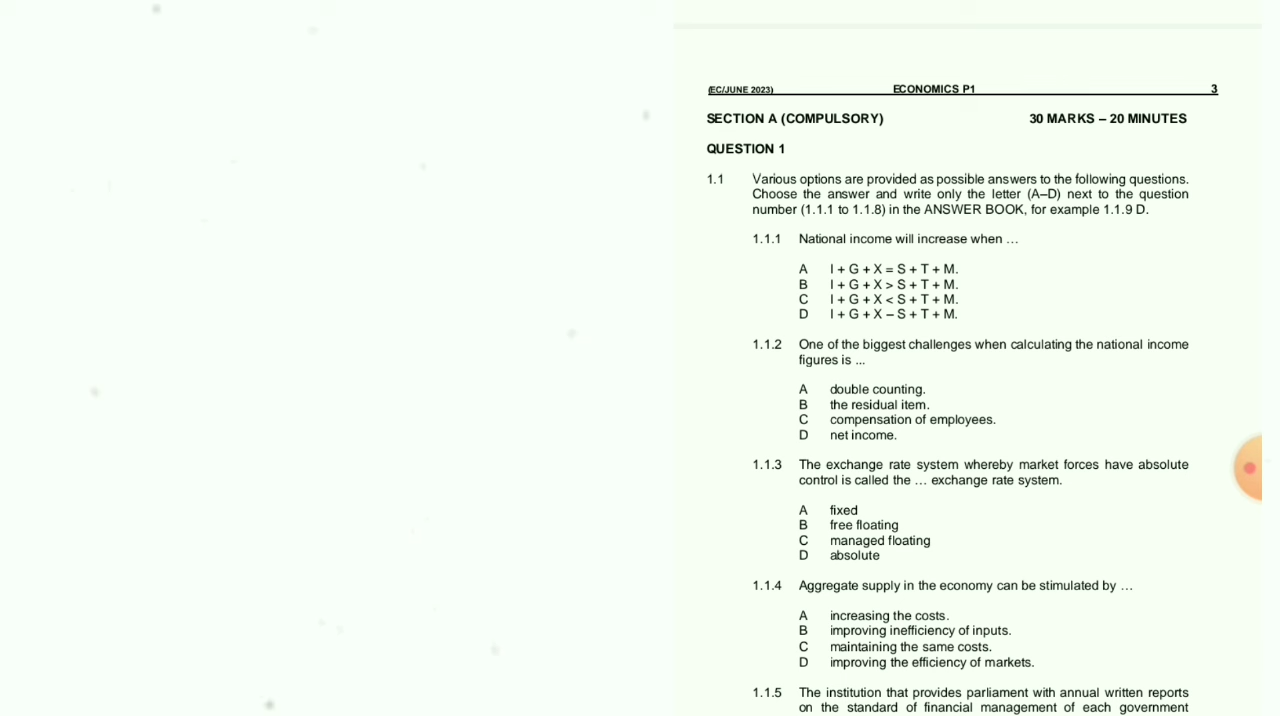 (EC/JUNE 2023) ECONOMICS P1 3
SECTION A (COMPULSORY) 30 MARKS – 20 MINUTES
QUESTION 1
1.1 Various options are provided as possible answers to the following questions.
Choose the answer and write only the letter (A–D) next to the question
number (1.1.1 to 1.1.8) in the ANSWER BOOK, for example 1.1.9 D.
1.1.1 National income will increase when …
A I + G + X = S + T + M.
B I + G + X > S + T + M.
C I + G + X < S + T + M.
D I + G + X – S + T + M.
1.1.2 One of the biggest challenges when calculating the national income
figures is ...
A double counting.
B the residual item.
C compensation of employees.
D net income.
1.1.3 The exchange rate system whereby market forces have absolute
control is called the … exchange rate system.
A fixed
B free floating
C managed floating
D absolute
1.1.4 Aggregate supply in the economy can be stimulated by …
A increasing the costs.
B improving inefficiency of inputs.
C maintaining the same costs.
D improving the efficiency of markets.
1.1.5 The institution that provides parliament with annual written reports
on the standard of financial management of each government